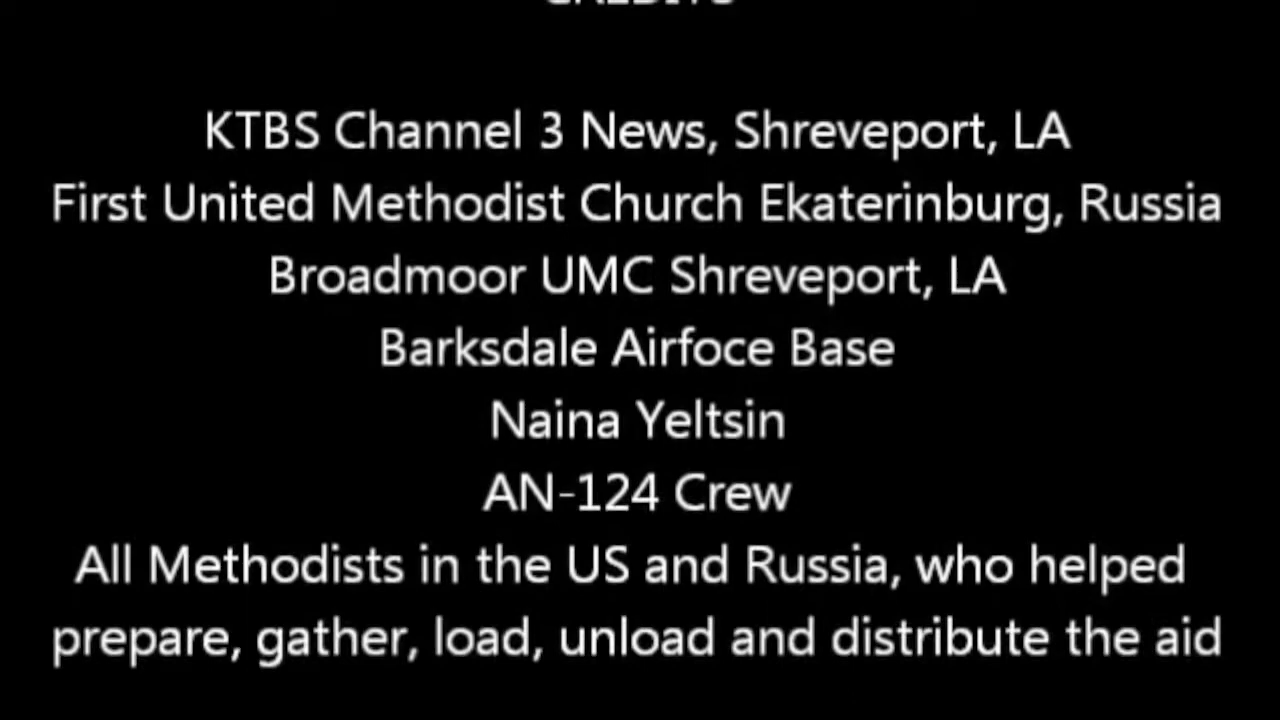 CREDITS
KTBS Channel 3 News, Shreveport, LA
First United Methodist Church Ekaterinburg, Russia
Broadmoor UMC Shreveport, LA
Barksdale Airfoce Base
Naina Yeltsin
AN-124 Crew
All Methodists in the US and Russia, who helped
prepare, gather, load, unload and distribute the aid